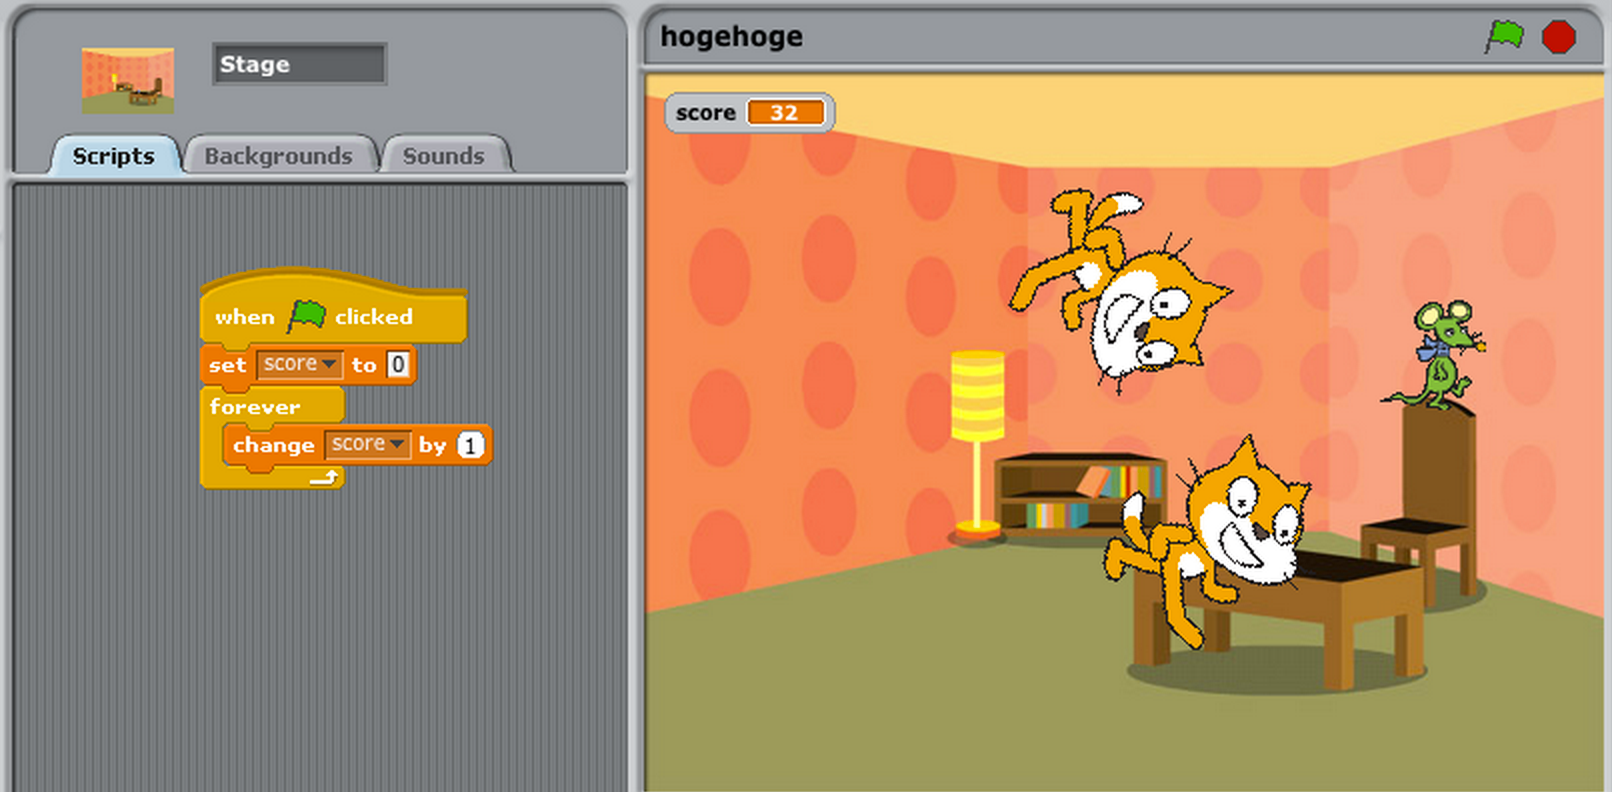 Stage
Scripts Backgrounds Sounds
when clicked
set score to 0
forever
change score by 1
hogehoge
score 32